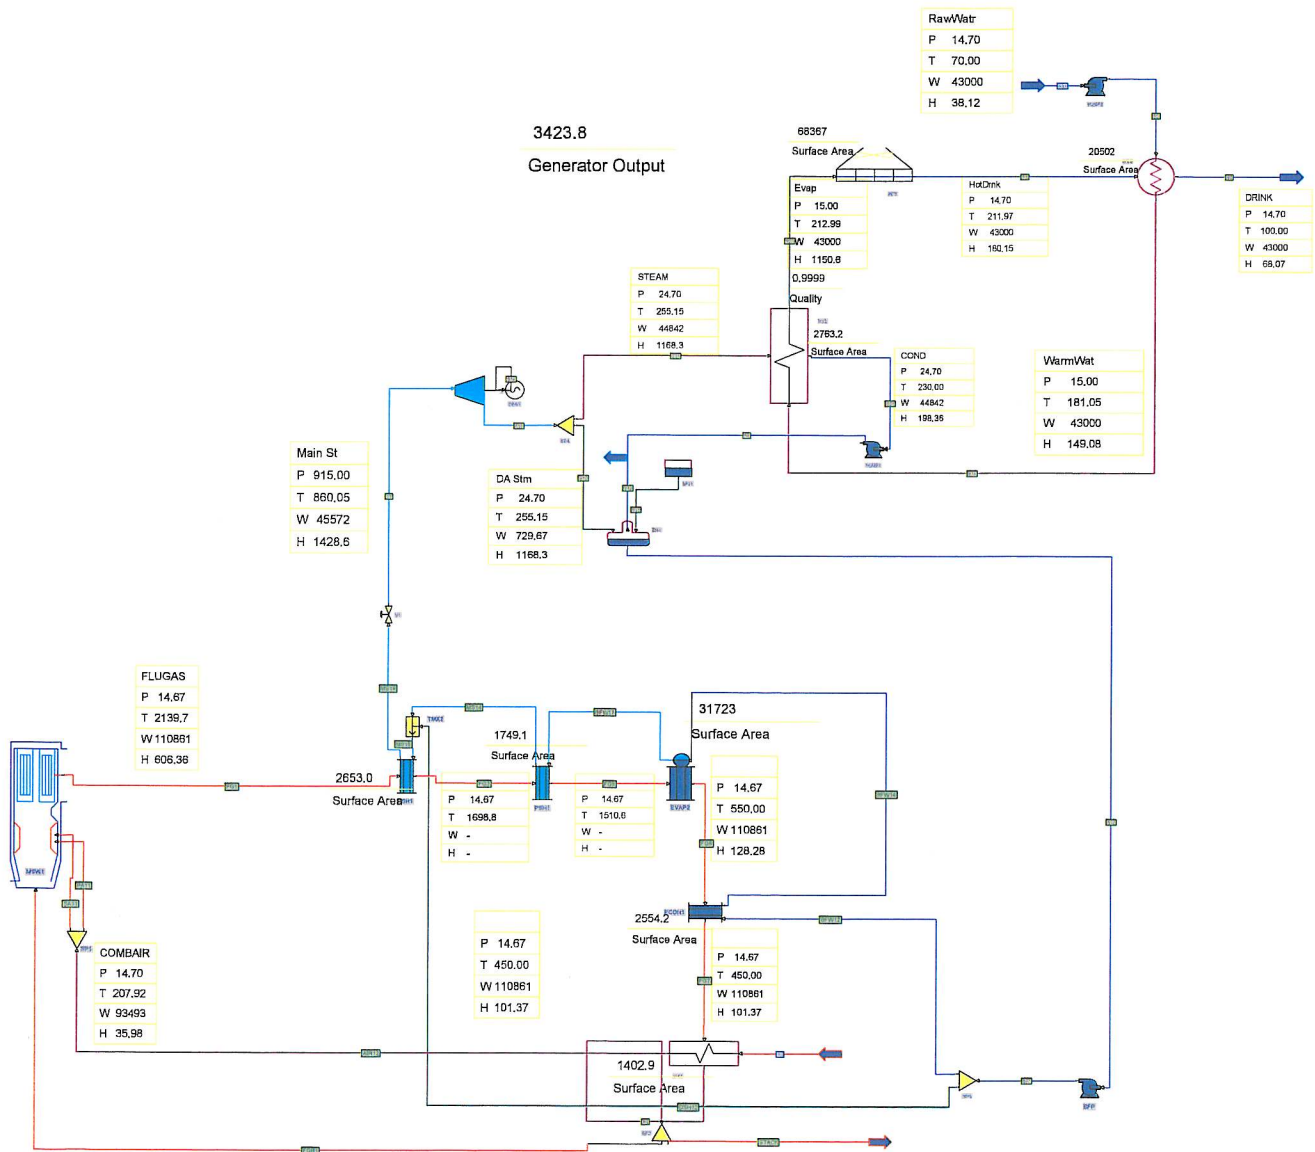 RawWatr
P 14.70
T 70.00
W 43000
H 38.12
3423.8
Generator Output
68367
Surface Area
20502
Surface Area
Evap
P 15.00
T 212.99
W 43000
H 1150.6
0.9999
Quality
HotDrnk
P 14.70
T 211.97
W 43000
H 180.15
DRINK
P 14.70
T 100.00
W 43000
H 68.07
STEAM
P 24.70
T 255.15
W 44842
H 1168.3
2763.2
Surface Area
COND
P 24.70
T 230.00
W 44842
H 198.36
WarmWat
P 15.00
T 181.05
W 43000
H 149.08
Main St
P 915.00
T 860.05
W 45572
H 1428.6
DA Stm
P 24.70
T 255.15
W 729.67
H 1168.3
FLUGAS
P 14.67
T 2139.7
W 110861
H 606.36
2653.0
Surface Area
1749.1
Surface Area
31723
Surface Area
P 14.67
T 1698.8
W -
H -
P 14.67
T 1510.6
W -
H -
P 14.67
T 550.00
W 110861
H 128.28
EVAP2
ECON1
2554.2
Surface Area
P 14.67
T 450.00
W 110861
H 101.37
P 14.67
T 450.00
W 110861
H 101.37
COMBAIR
P 14.70
T 207.92
W 93493
H 35.98
1402.9
Surface Area
BFP